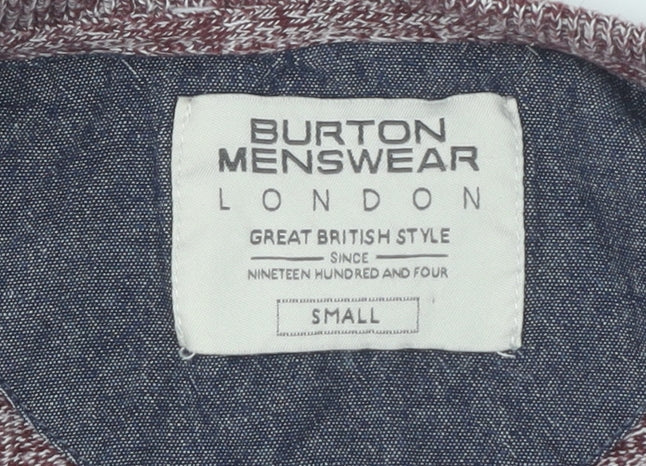 BURTON
MENSWEAR
LONDON
GREAT BRITISH STYLE
SINCE
NINETEEN HUNDRED AND FOUR
SMALL